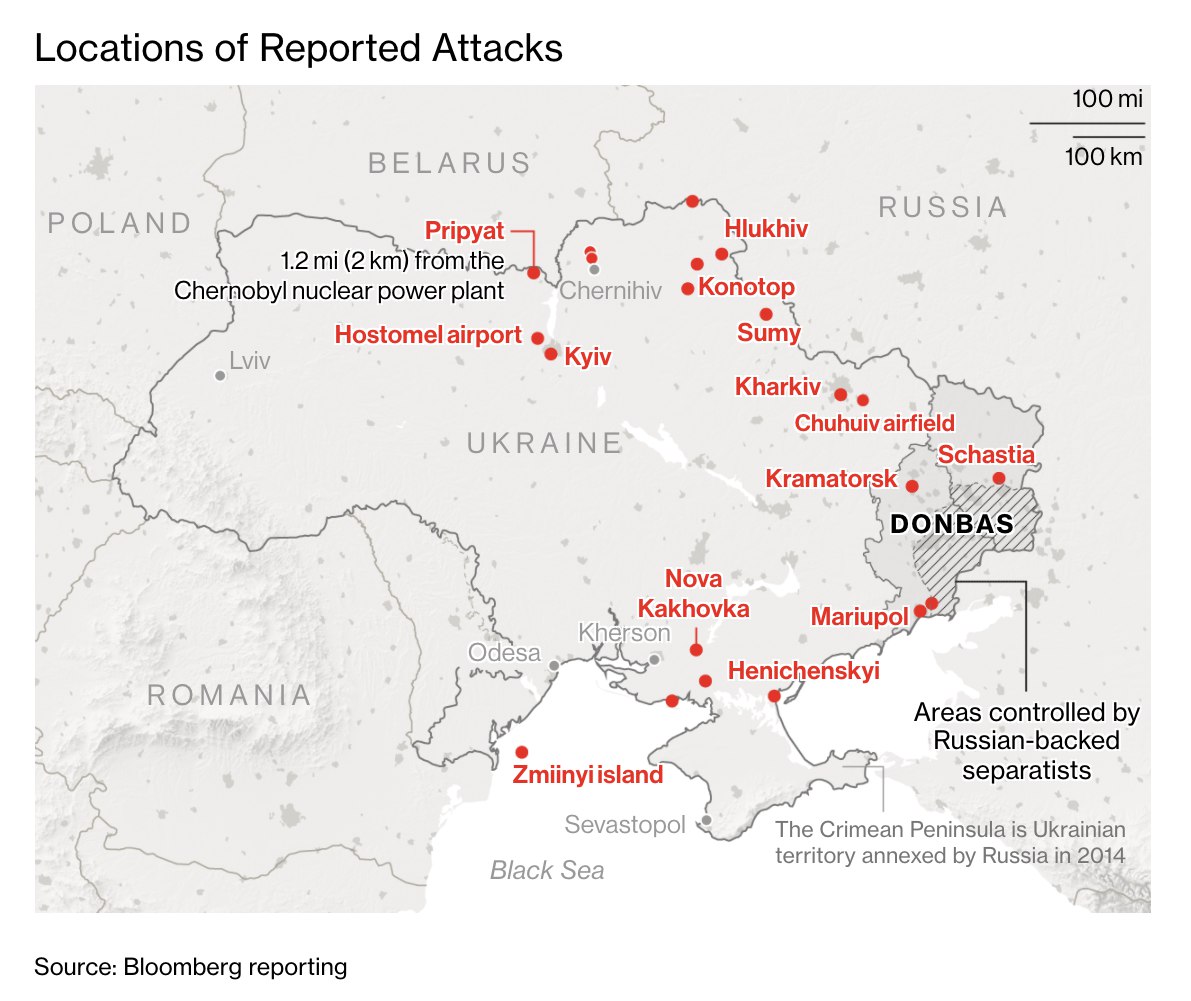 Locations of Reported Attacks
100 mi
100 km
BELARUS
POLAND
RUSSIA
Pripyat
1.2 mi (2 km) from the
Chernobyl nuclear power plant
Hlukhiv
Chernihiv
Konotop
Sumy
Hostomel airport
Kyiv
Lviv
Kharkiv
Chuhuiv airfield
UKRAINE
Schastia
Kramatorsk
DONBAS
Nova
Kakhovka
Mariupol
Kherson
Odesa
Henichenskyi
ROMANIA
Areas controlled by
Russian-backed
separatists
Zmiinyi island
Sevastopol
The Crimean Peninsula is Ukrainian
territory annexed by Russia in 2014
Black Sea
Source: Bloomberg reporting